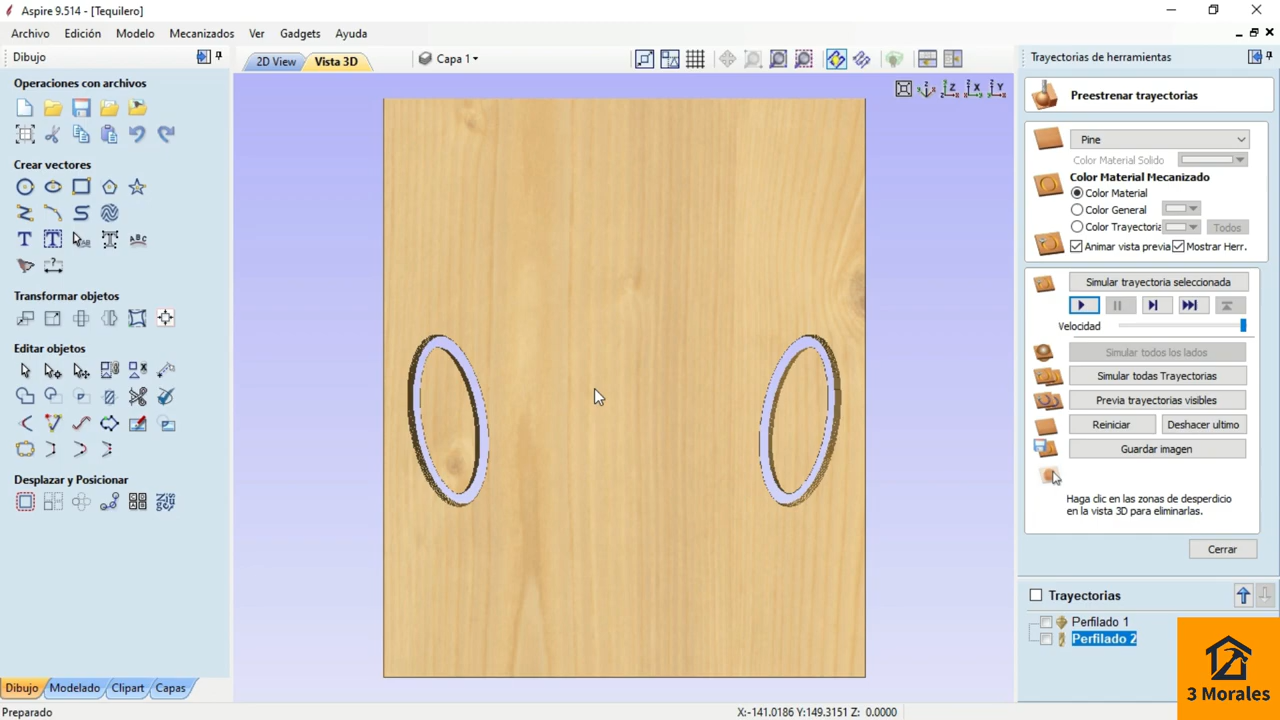 Aspire 9.514 - [Tequilero]
Archivo Edición Modelo Mecanizados Ver Gadgets Ayuda
Dibujo
2D View
Vista 3D
Capa 1
Trayectorias de herramientas
Operaciones con archivos
Crear vectores
Transformar objetos
Editar objetos
Desplazar y Posicionar
Dibujo Modelado Clipart Capas
Preestrenar trayectorias
Pine
Color Material Solido
Color Material Mecanizado
Color Material
Color General
Color Trayectoria
Todos
Animar vista previa
Mostrar Herr.
Simular trayectoria seleccionada
Velocidad
Simular todos los lados
Simular todas Trayectorias
Previa trayectorias visibles
Reiniciar
Deshacer ultimo
Guardar imagen
Haga clic en las zonas de desperdicio
en la vista 3D para eliminarlas.
Cerrar
Trayectorias
Perfilado 1
Perfilado 2
3 Morales
Preparado
X:-141.0186 Y:149.3151 Z: 0.0000